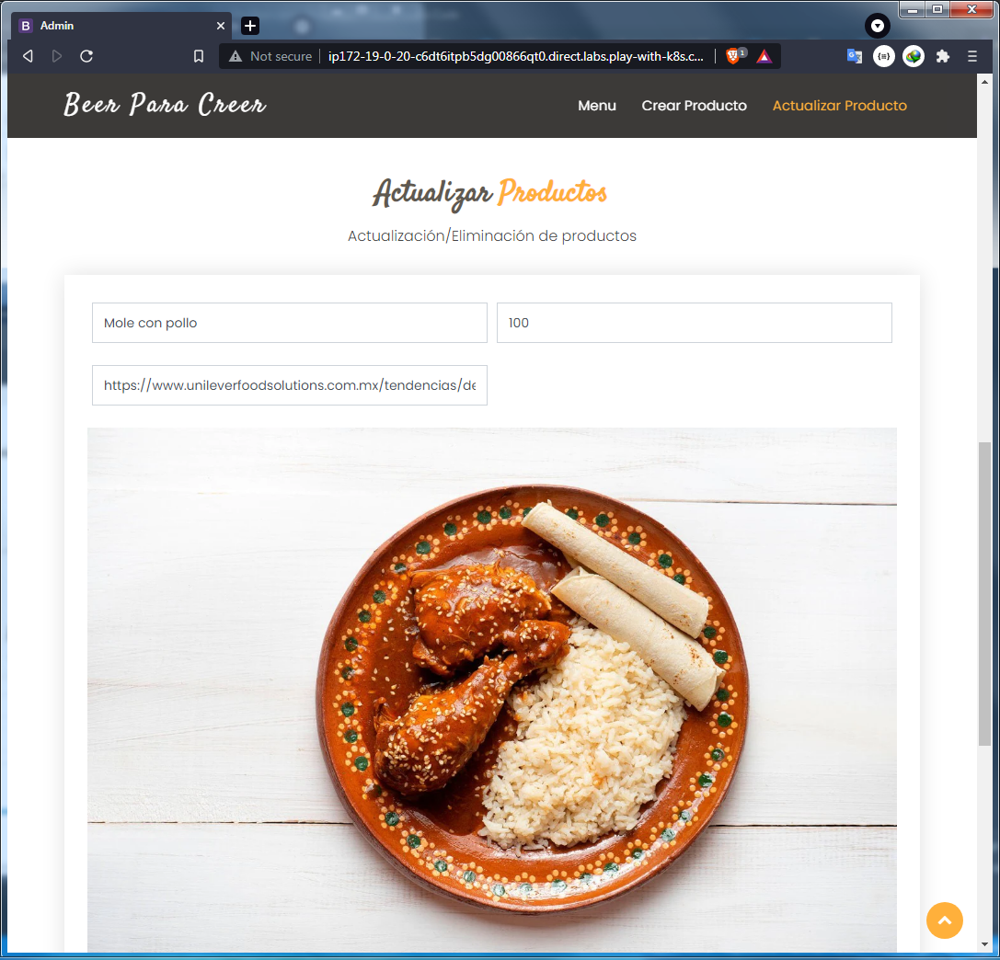 Admin
Not secure
ip172-19-0-20-c6dt6itpb5dg00866qt0.direct.labs.play-with-k8s.c...
1
Beer Para Creer
Menu
Crear Producto
Actualizar Producto
Actualizar Productos
Actualización/Eliminación de productos
Mole con pollo
100
https://www.unileverfoodsolutions.com.mx/tendencias/de